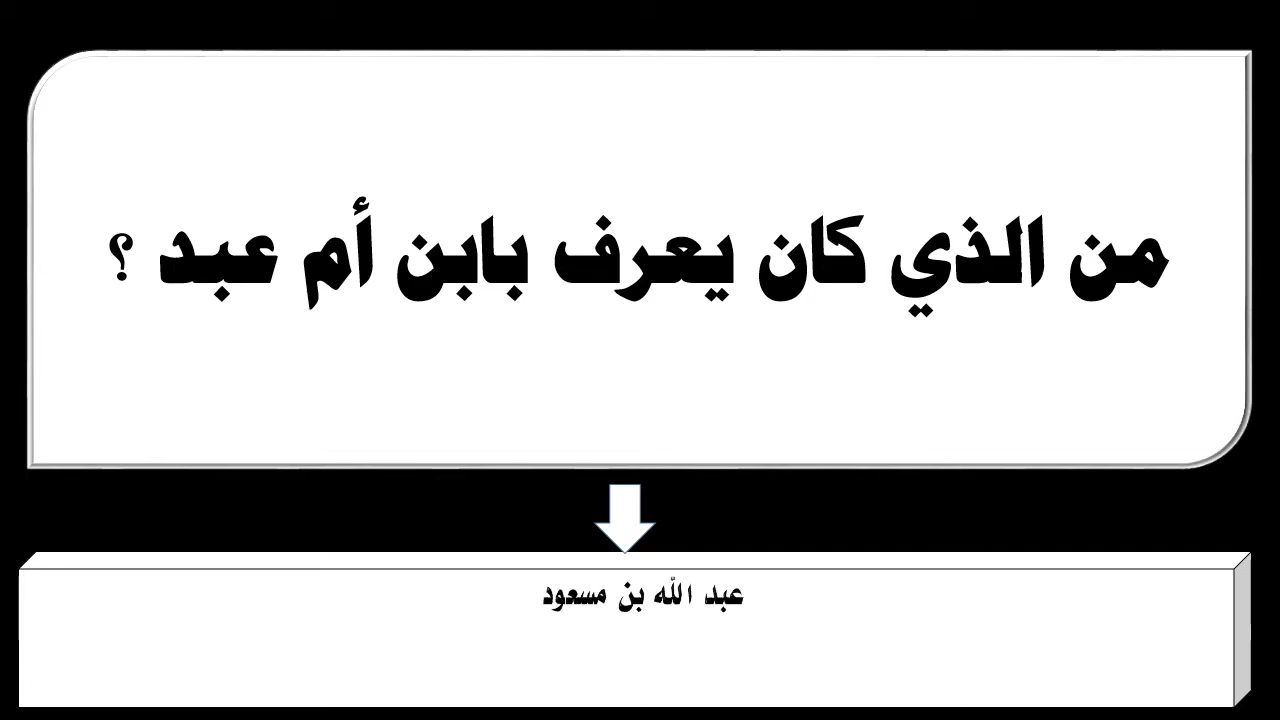 من الذي كان يعرف بابن أم عبد ؟
عبد الله بن مسعود